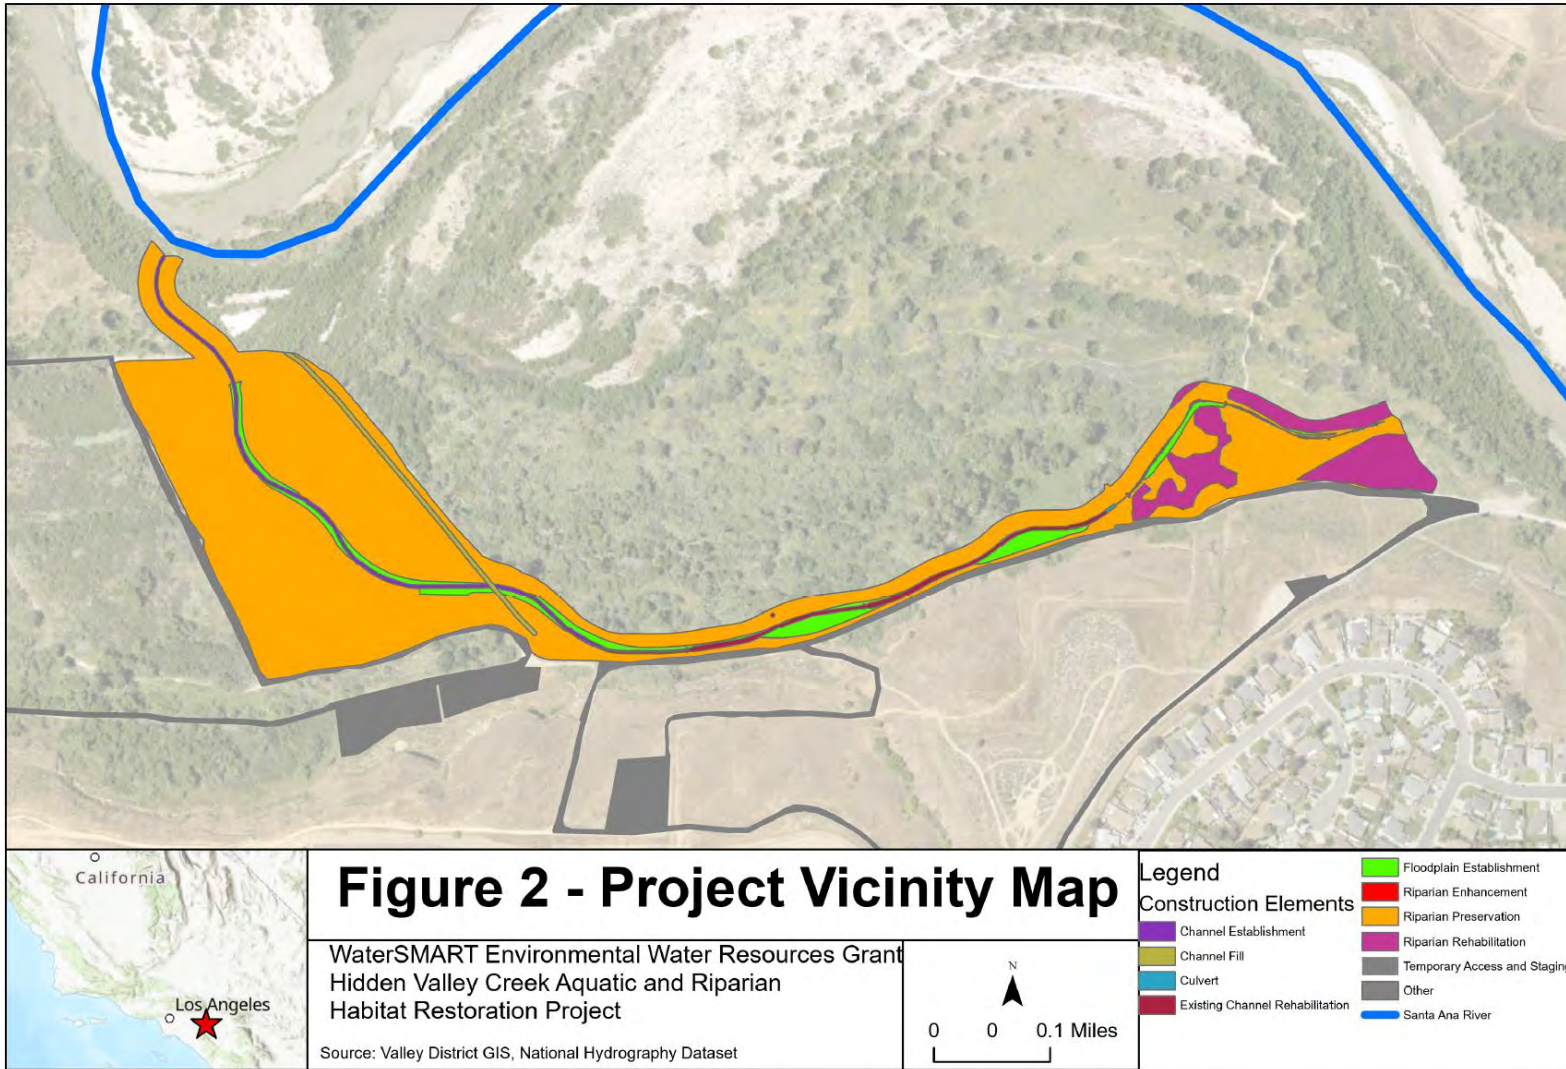 California
Los Angeles
Figure 2 - Project Vicinity Map
WaterSMART Environmental Water Resources Grant
Hidden Valley Creek Aquatic and Riparian
Habitat Restoration Project
Source: Valley District GIS, National Hydrography Dataset
N
0 0 0.1 Miles
Legend
Construction Elements
Channel Establishment
Channel Fill
Culvert
Existing Channel Rehabilitation
Floodplain Establishment
Riparian Enhancement
Riparian Preservation
Riparian Rehabilitation
Temporary Access and Staging
Other
Santa Ana River